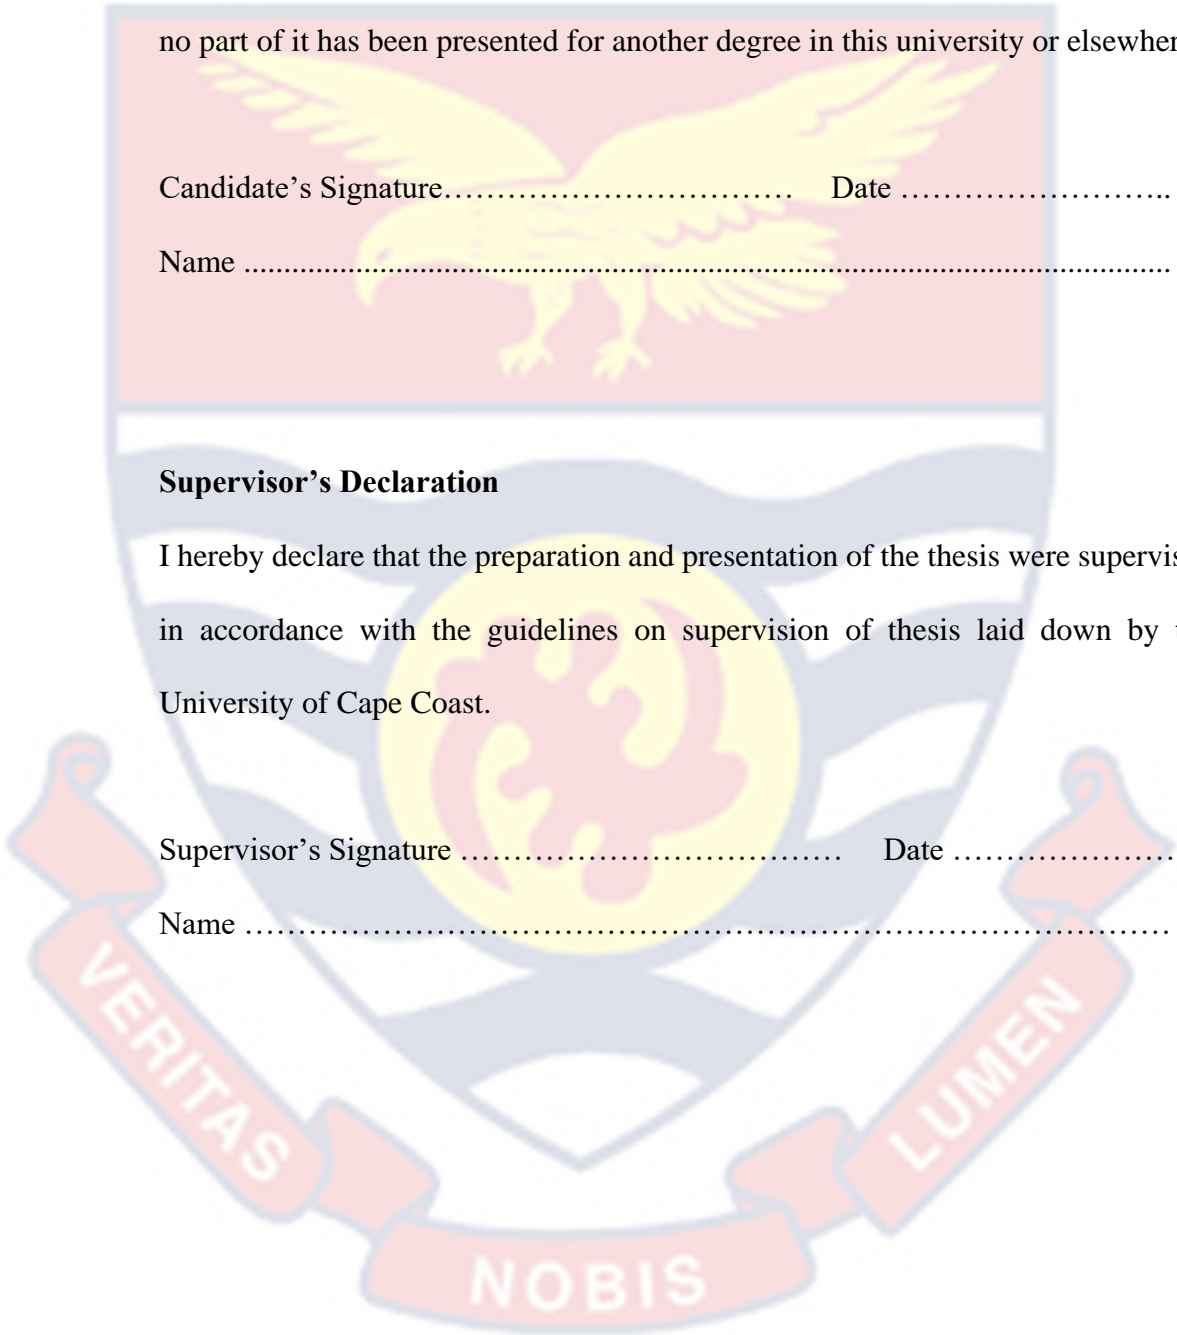 no part of it has been presented for another degree in this university or elsewher
Candidate’s Signature…………………………… Date ……………………..
Name .....................................................................................................................
Supervisor’s Declaration
I hereby declare that the preparation and presentation of the thesis were supervis
in accordance with the guidelines on supervision of thesis laid down by t
University of Cape Coast.
Supervisor’s Signature ……………………………… Date …………………
Name ……………………………………………………………………………
VERITAS
NOBIS
LUMEN